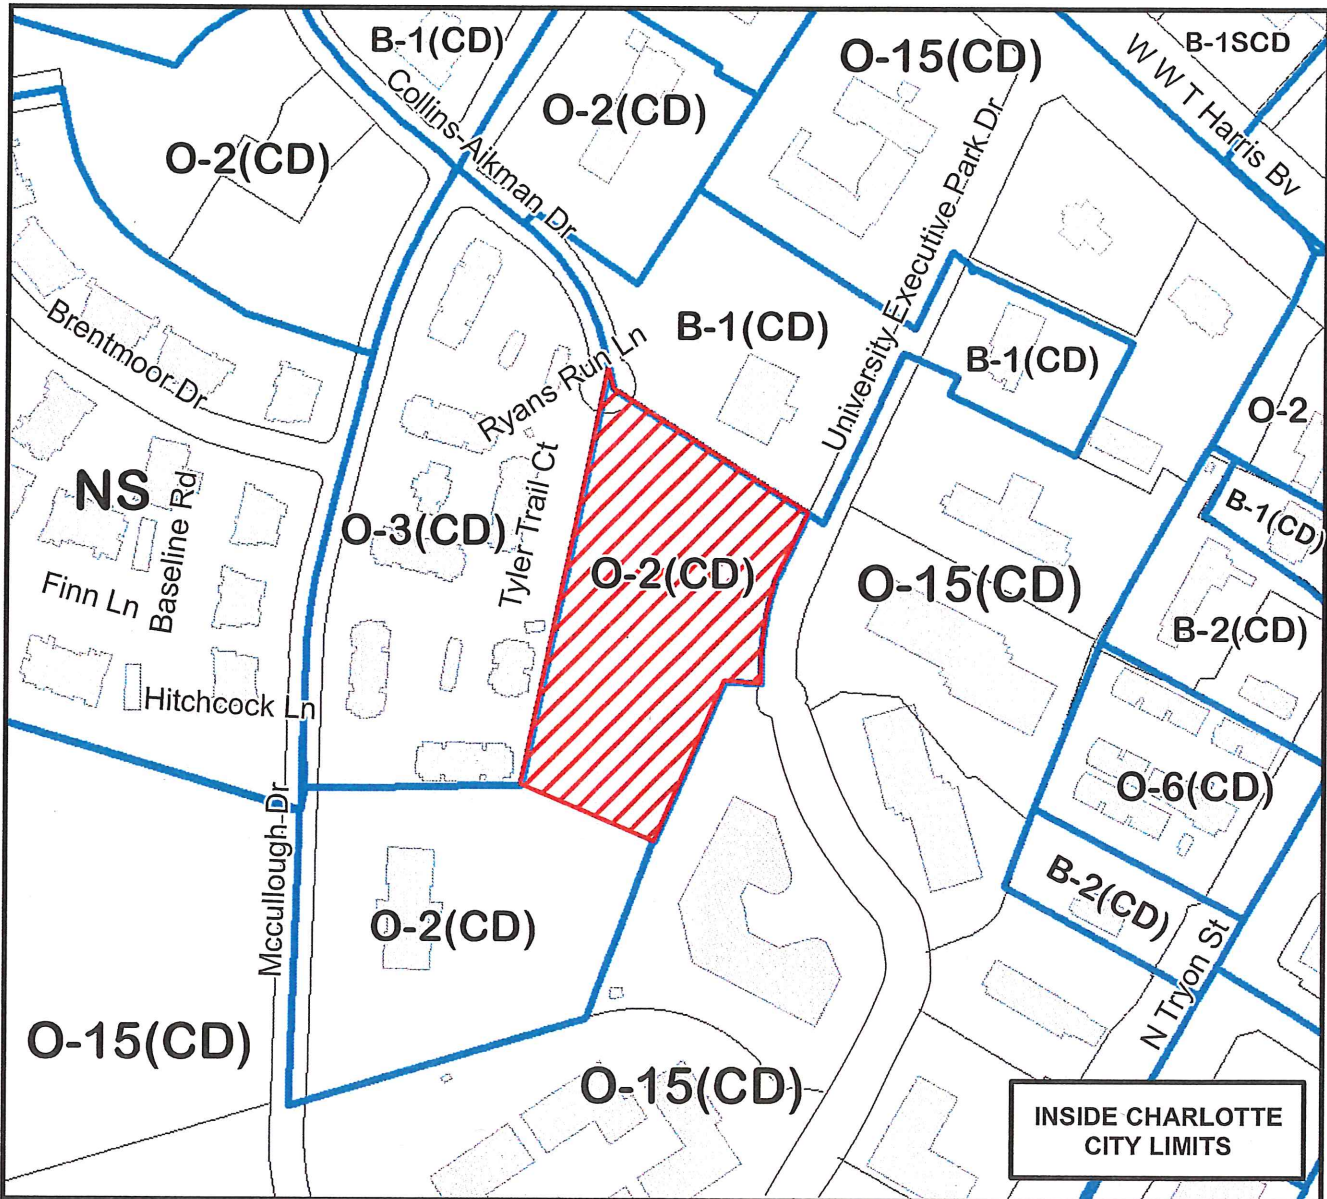 B-1(CD)
O-15(CD)
B-1SCD
W W T Harris Bv
Collins-Aikman Dr
O-2(CD)
O-2(CD)
University Executive Park Dr
Brentmoor Dr
Ryans Run Ln
B-1(CD)
B-1(CD)
O-2
NS
Baseline Rd
O-3(CD)
Tyler Trail Ct
B-1(CD)
Finn Ln
O-2(CD)
O-15(CD)
B-2(CD)
Hitchcock Ln
Mccullough Dr
O-6(CD)
B-2(CD)
O-2(CD)
N Tryon St
O-15(CD)
O-15(CD)
INSIDE CHARLOTTE
CITY LIMITS